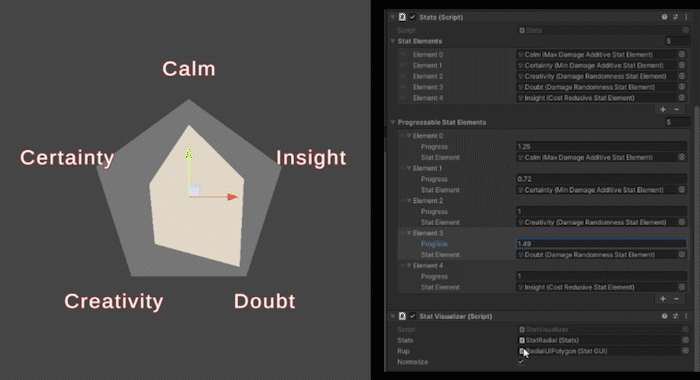 Calm
Certainty
Insight
Creativity
Doubt
Stats (Script)
Script
Stats
Stat Elements
5
Element 0
Calm (Max Damage Additive Stat Element)
Element 1
Certainty (Min Damage Additive Stat Element)
Element 2
Creativity (Damage Randomness Stat Element)
Element 3
Doubt (Damage Randomness Stat Element)
Element 4
Insight (Cost Redusive Stat Element)
+ −
Progressable Stat Elements
5
Element 0
Progress
1.25
Stat Element
Calm (Max Damage Additive Stat Element)
Element 1
Progress
0.72
Stat Element
Certainty (Min Damage Additive Stat Element)
Element 2
Progress
1
Stat Element
Creativity (Damage Randomness Stat Element)
Element 3
Progress
1.49
Stat Element
Doubt (Damage Randomness Stat Element)
Element 4
Progress
1
Stat Element
Insight (Cost Redusive Stat Element)
+ −
Stat Visualizer (Script)
Script
StatVisualizer
Stats
StatRadial (Stats)
Rup
RadialUIPolygon (Stat GUI)
Normalize